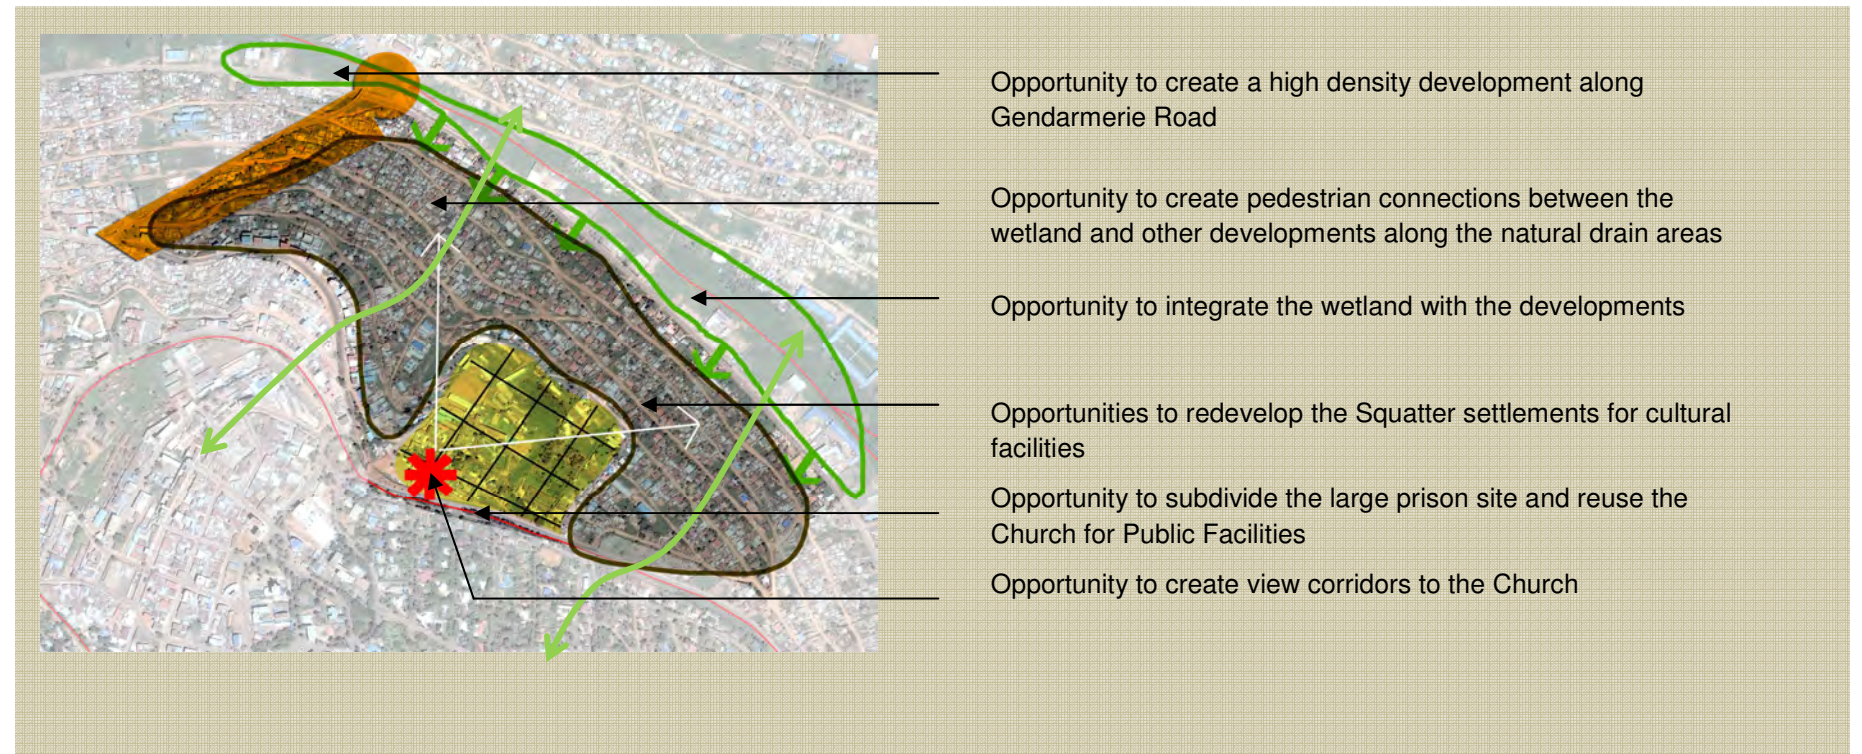 Opportunity to create a high density development along
Gendarmerie Road
Opportunity to create pedestrian connections between the
wetland and other developments along the natural drain areas
Opportunity to integrate the wetland with the developments
Opportunities to redevelop the Squatter settlements for cultural
facilities
Opportunity to subdivide the large prison site and reuse the
Church for Public Facilities
Opportunity to create view corridors to the Church